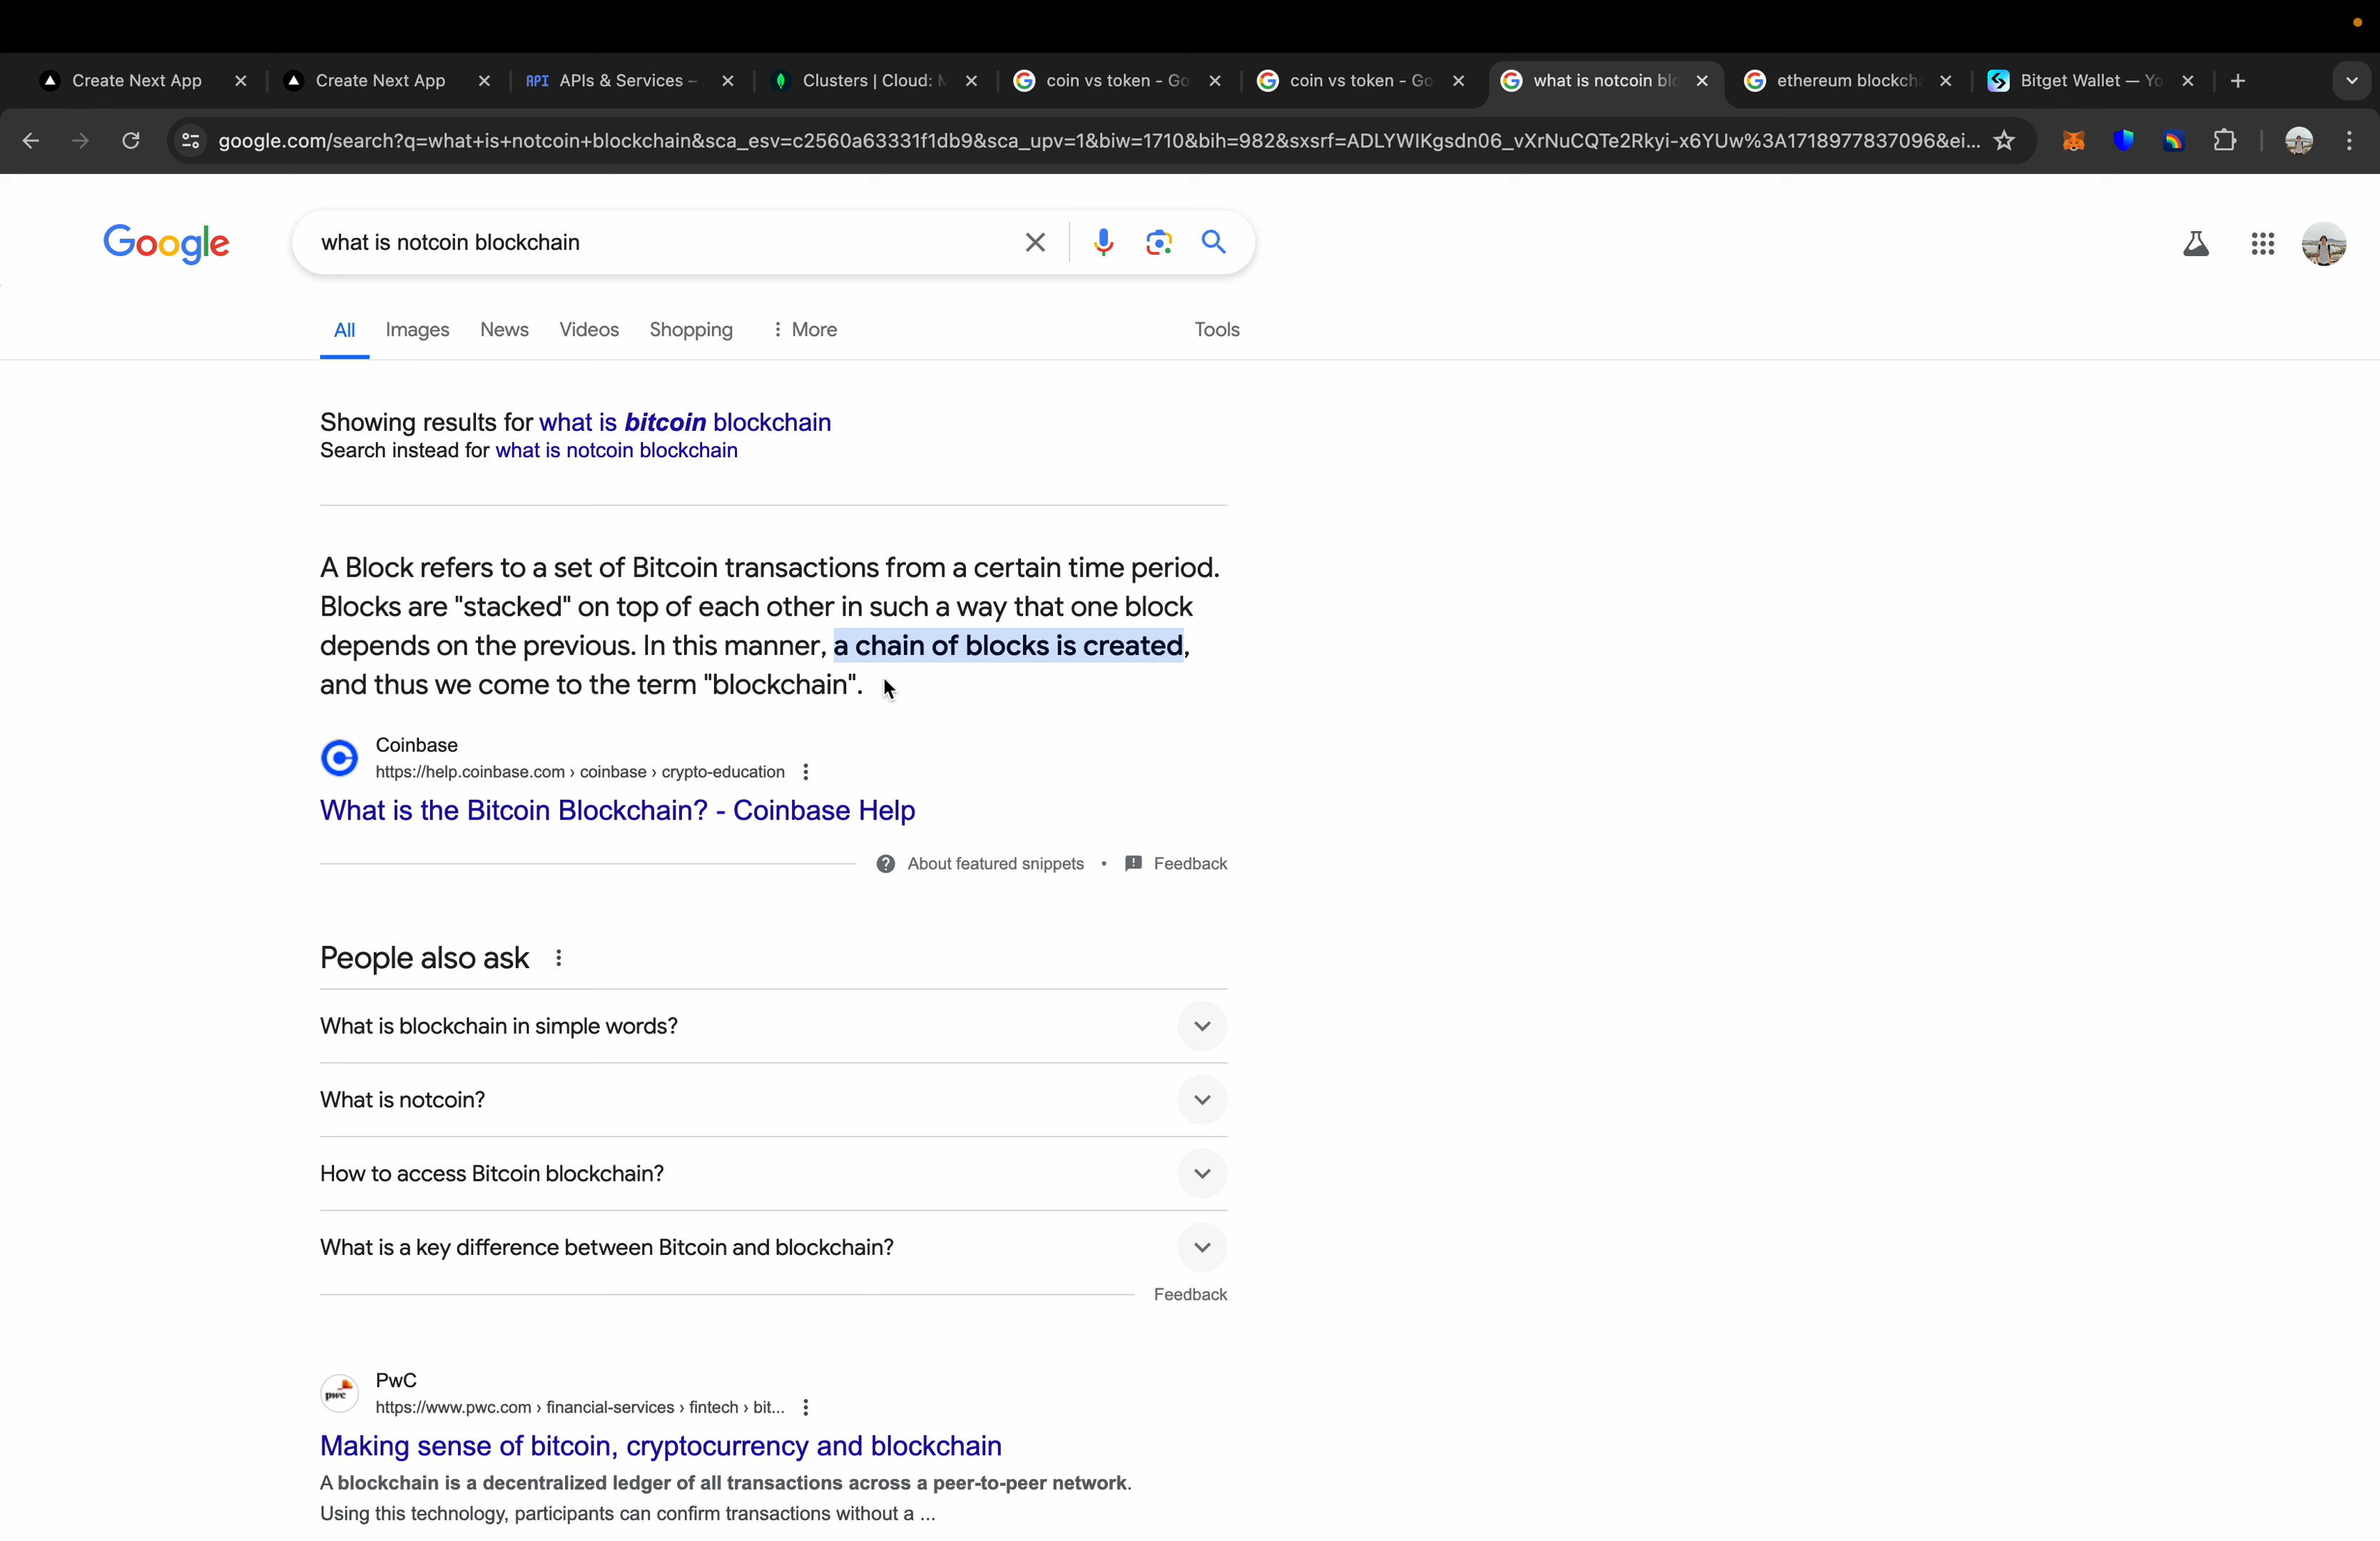 Create Next App
Create Next App
API APIs & Services –
Clusters | Cloud: M
coin vs token - Go
coin vs token - Go
what is notcoin blo
ethereum blockcha
Bitget Wallet — Yo
google.com/search?q=what+is+notcoin+blockchain&sca_esv=c2560a63331f1db9&sca_upv=1&biw=1710&bih=982&sxsrf=ADLYWIKgsdn06_vXrNuCQTe2Rkyi-x6YUw%3A1718977837096&ei...
Google
what is notcoin blockchain
All Images News Videos Shopping More Tools
Showing results for what is bitcoin blockchain
Search instead for what is notcoin blockchain
A Block refers to a set of Bitcoin transactions from a certain time period.
Blocks are "stacked" on top of each other in such a way that one block
depends on the previous. In this manner, a chain of blocks is created,
and thus we come to the term "blockchain".
Coinbase
https://help.coinbase.com › coinbase › crypto-education
What is the Bitcoin Blockchain? - Coinbase Help
About featured snippets • Feedback
People also ask
What is blockchain in simple words?
What is notcoin?
How to access Bitcoin blockchain?
What is a key difference between Bitcoin and blockchain?
Feedback
pwc
PwC
https://www.pwc.com › financial-services › fintech › bit...
Making sense of bitcoin, cryptocurrency and blockchain
A blockchain is a decentralized ledger of all transactions across a peer-to-peer network.
Using this technology, participants can confirm transactions without a ...